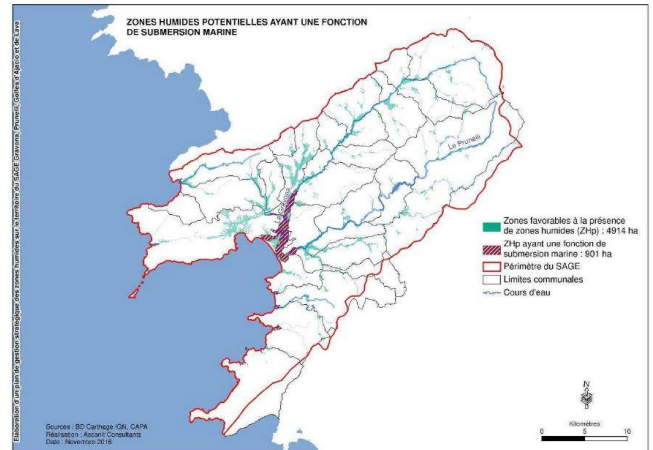 ZONES HUMIDES POTENTIELLES AYANT UNE FONCTION
DE SUBMERSION MARINE
Elaboration d'un plan de gestion stratégique des zones humides sur le territoire du SAGE Gravona, Prunelli, Golfes d'Ajaccio et de Lava
Le Prunelli
Zones favorables à la présence
de zones humides (ZHp) : 4914 ha
ZHp ayant une fonction de
submersion marine : 901 ha
Périmètre du SAGE
Limites communales
Cours d'eau
N
Kilomètres
0 5 10
Sources : BD Carthage IGN, CAPA
Réalisation : Asconit Consultants
Date : Novembre 2016